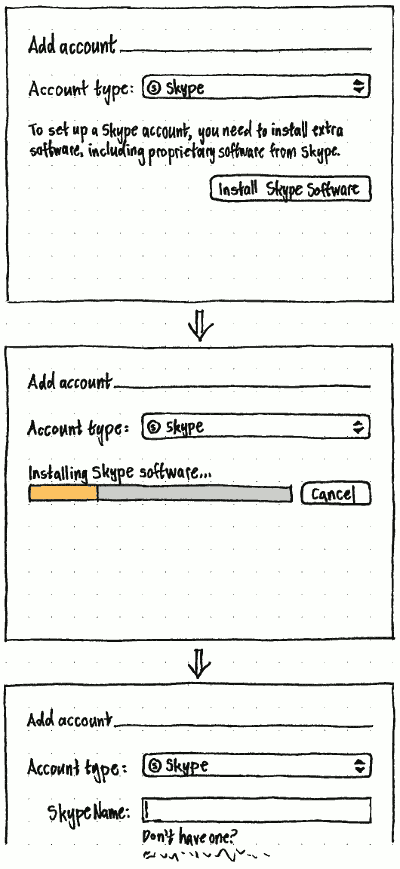 Add account
Account type: Ⓢ Skype
To set up a Skype account, you need to install extra
software, including proprietary software from Skype.
Install Skype Software
Add account
Account type: Ⓢ Skype
Installing Skype software...
Cancel
Add account
Account type: Ⓢ Skype
Skype Name:
Don't have one?